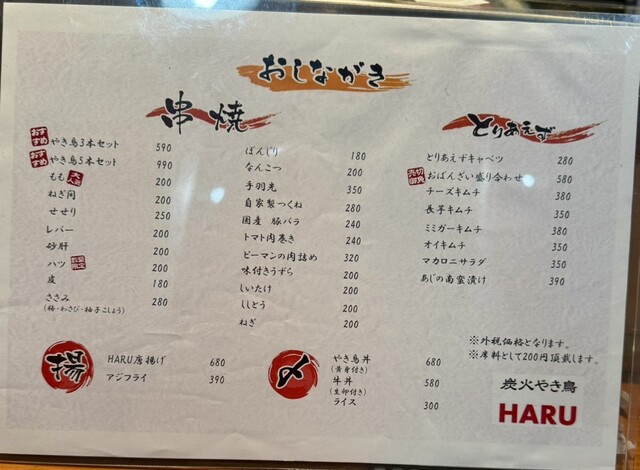 おしながき
串焼
おすすめ やき鳥3本セット 590
おすすめ やき鳥5本セット 990
もも 大人気 200
ねぎ間 200
せせり 250
レバー 200
砂肝 200
ハツ 200
皮 180
ささみ 280
(梅・わさび・柚子こしょう)
ぼんじり 180
なんこつ 200
手羽先 350
自家製つくね 280
国産 豚バラ 240
トマト肉巻き 240
ピーマンの肉詰め 320
味付きうずら 200
しいたけ 200
ししとう 200
ねぎ 200
とりあえず
とりあえずキャベツ 280
売切御免 おばんざい盛り合わせ 580
チーズキムチ 380
長芋キムチ 350
ミミガーキムチ 380
オイキムチ 350
マカロニサラダ 350
あじの南蛮漬け 390
揚
HARU唐揚げ 680
アジフライ 390
〆
やき鳥丼 680
(黄身付き)
牛丼 580
(生卵付き)
ライス 300
※外税価格となります。
※席料として200円頂戴します。
炭火やき鳥
HARU